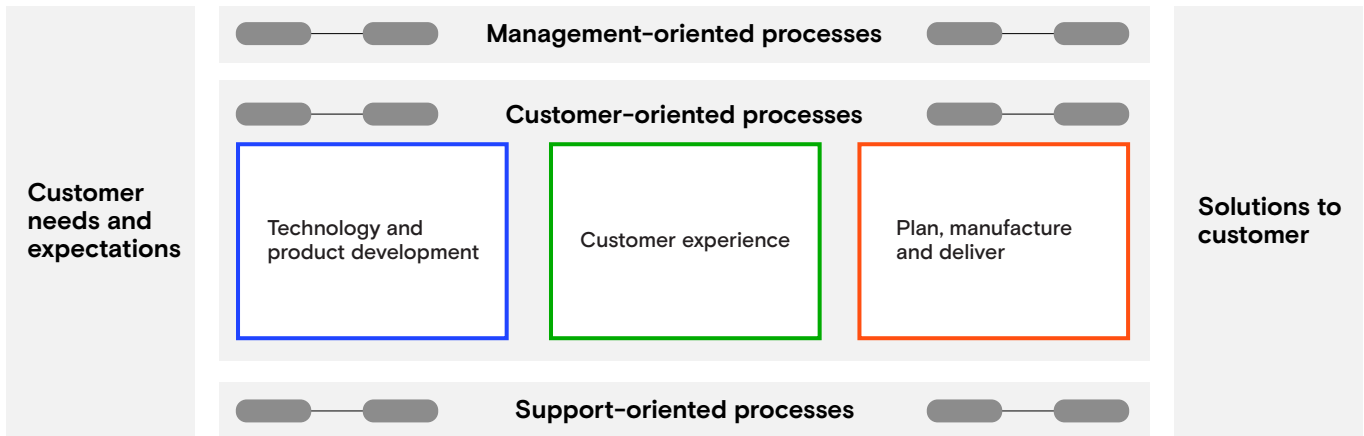 Management-oriented processes
Customer-oriented processes
Customer
needs and
expectations
Technology and
product development
Customer experience
Plan, manufacture
and deliver
Solutions to
customer
Support-oriented processes